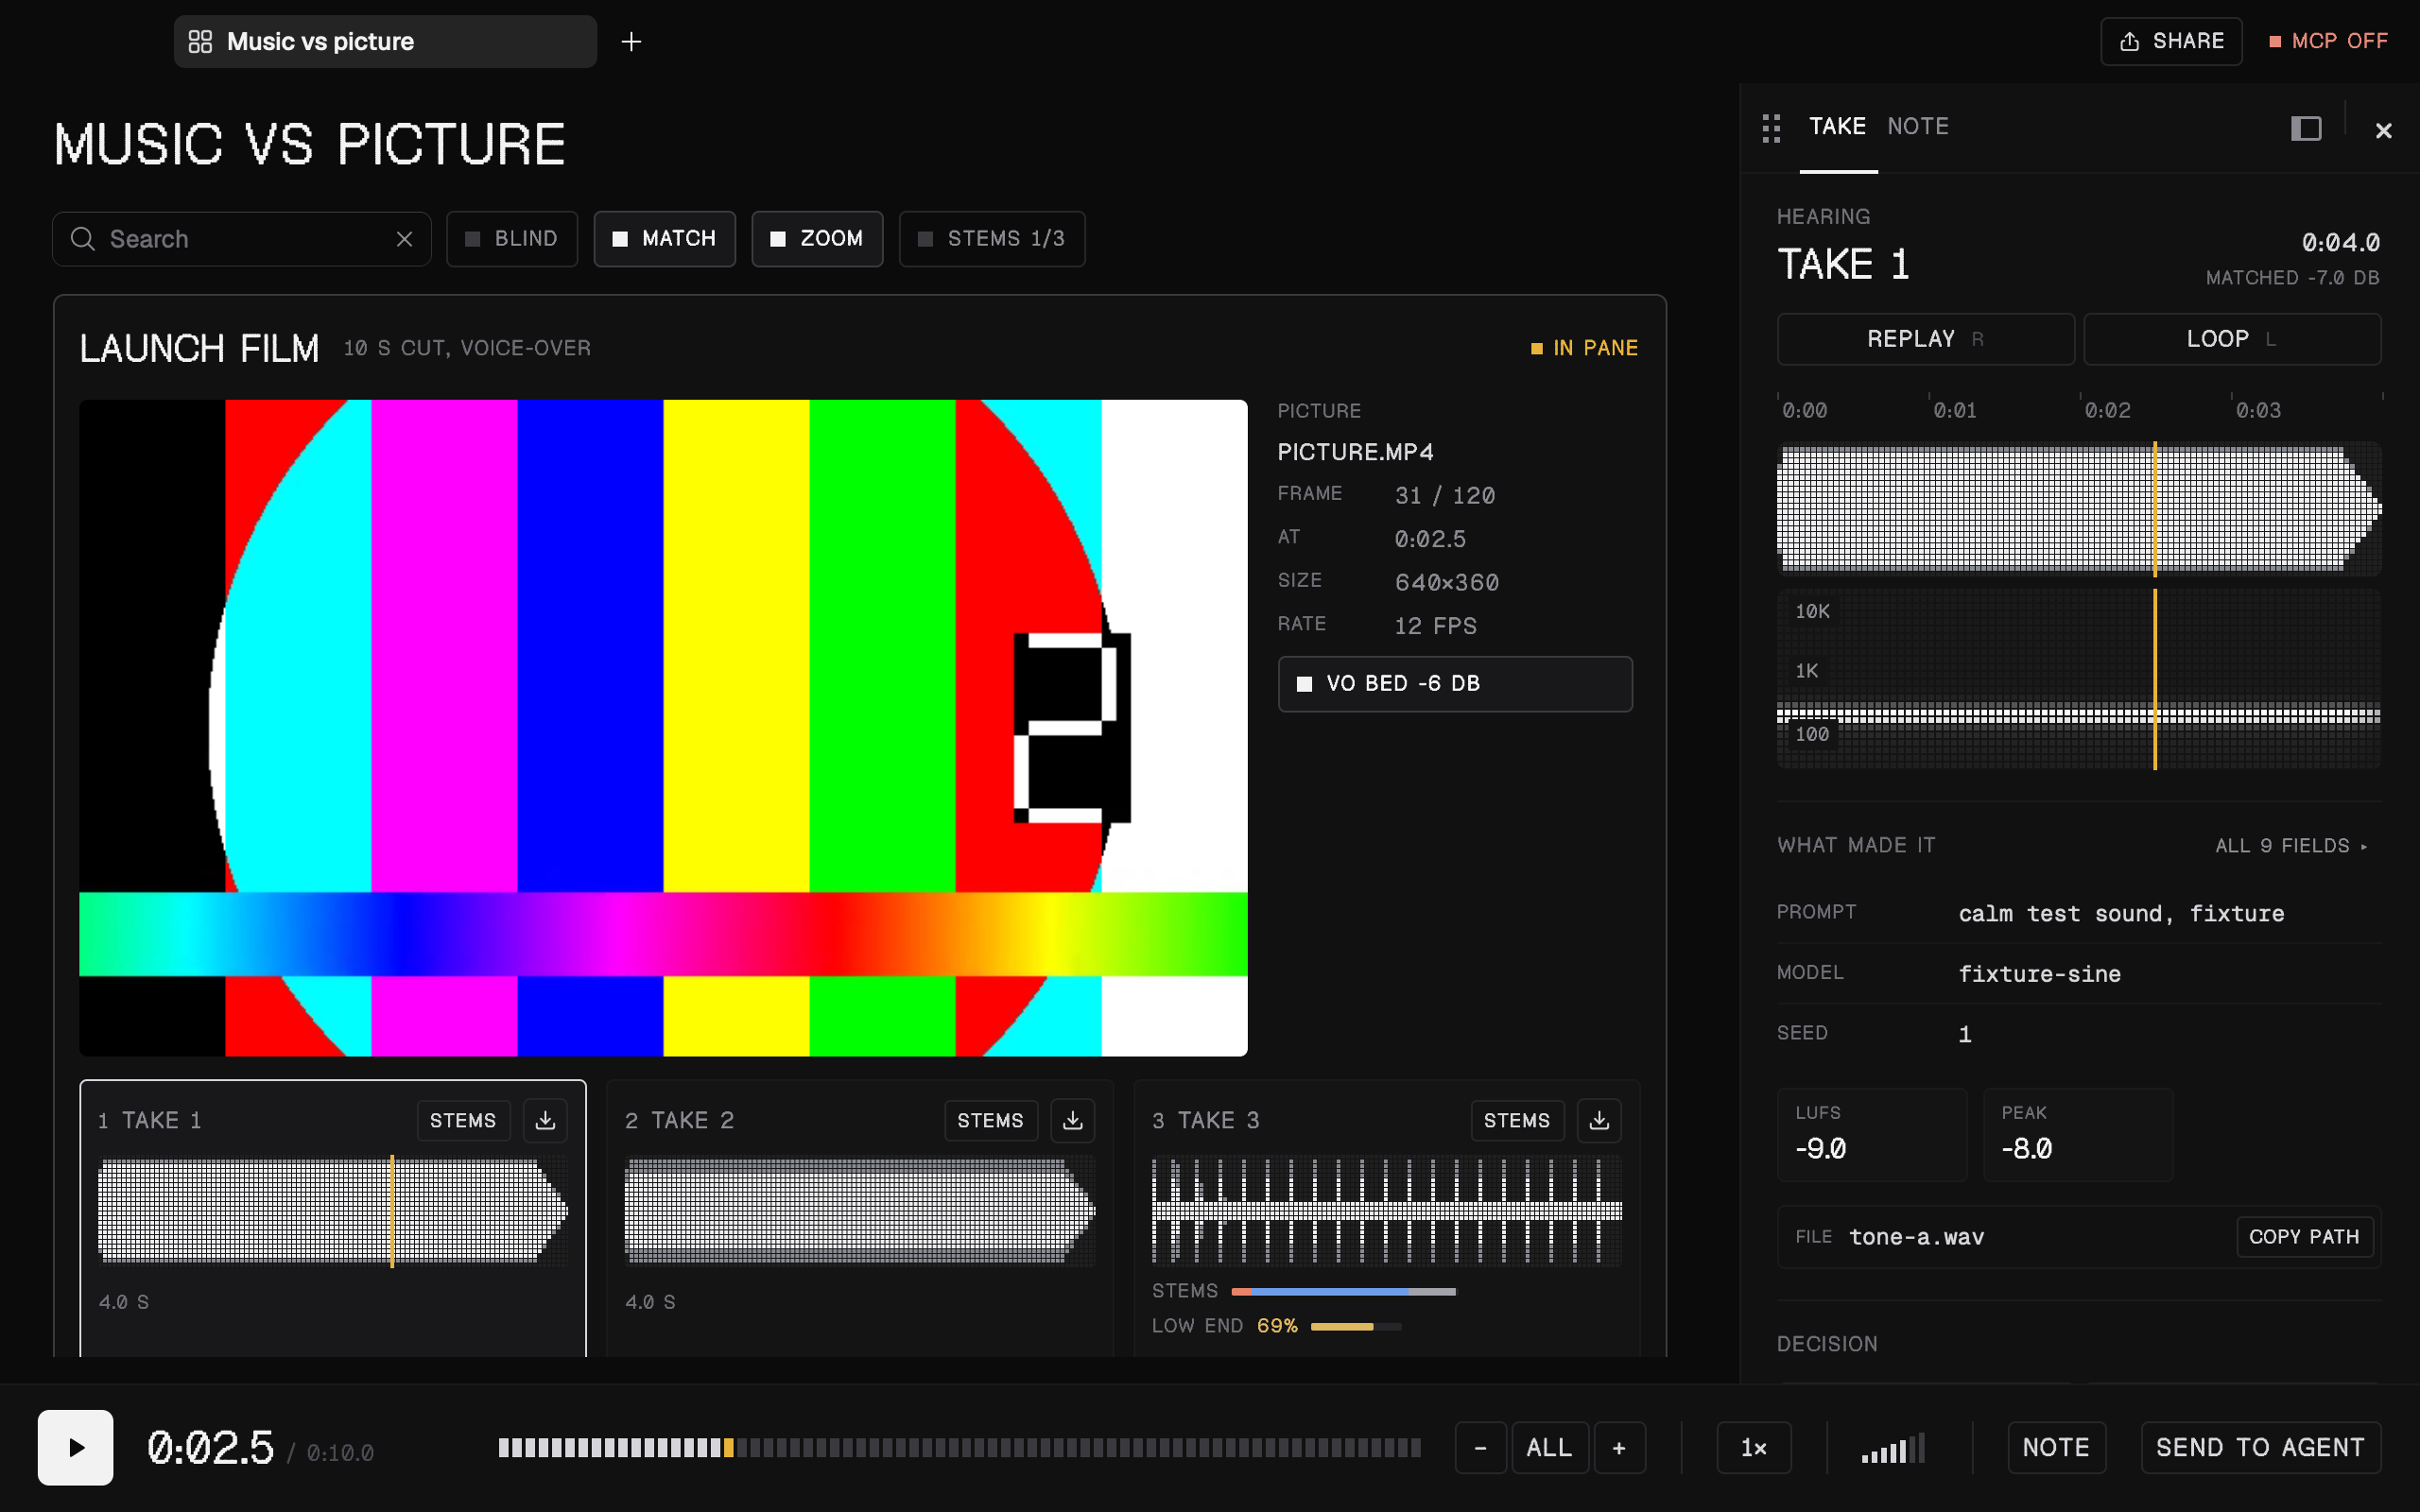 Music vs picture
SHARE
MCP OFF
MUSIC VS PICTURE
Search
BLIND
MATCH
ZOOM
STEMS 1/3
LAUNCH FILM
10 S CUT, VOICE-OVER
IN PANE
2
PICTURE
PICTURE.MP4
FRAME 31 / 120
AT 0:02.5
SIZE 640×360
RATE 12 FPS
VO BED -6 DB
1 TAKE 1
STEMS
4.0 S
2 TAKE 2
STEMS
4.0 S
3 TAKE 3
STEMS
STEMS
LOW END 69%
TAKE NOTE
HEARING
TAKE 1
0:04.0
MATCHED -7.0 DB
REPLAY R
LOOP L
0:00 0:01 0:02 0:03
10K
1K
100
WHAT MADE IT
ALL 9 FIELDS
PROMPT calm test sound, fixture
MODEL fixture-sine
SEED 1
LUFS
-9.0
PEAK
-8.0
FILE tone-a.wav
COPY PATH
DECISION
0:02.5 / 0:10.0
- ALL +
1×
NOTE
SEND TO AGENT